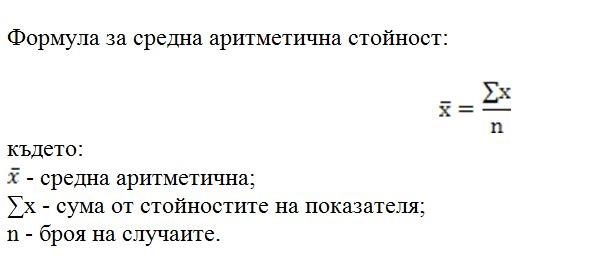 Формула за средна аритметична стойност:
x̄ = ∑x / n
където:
x̄ - средна аритметична;
∑x - сума от стойностите на показателя;
n - броя на случаите.